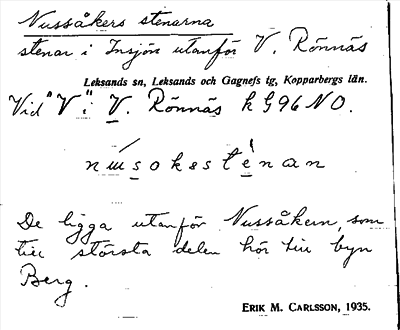 Nussåkers stenarna
stenar i Insjön utanför V. Rönnäs
Leksands sn, Leksands och Gagnefs tg, Kopparbergs län.
Vid "V": V. Rönnäs k G96 NO.
De ligga utanför Nussåkern, som
till största delen hör till byn
Berg.
ERIK M. CARLSSON, 1935.